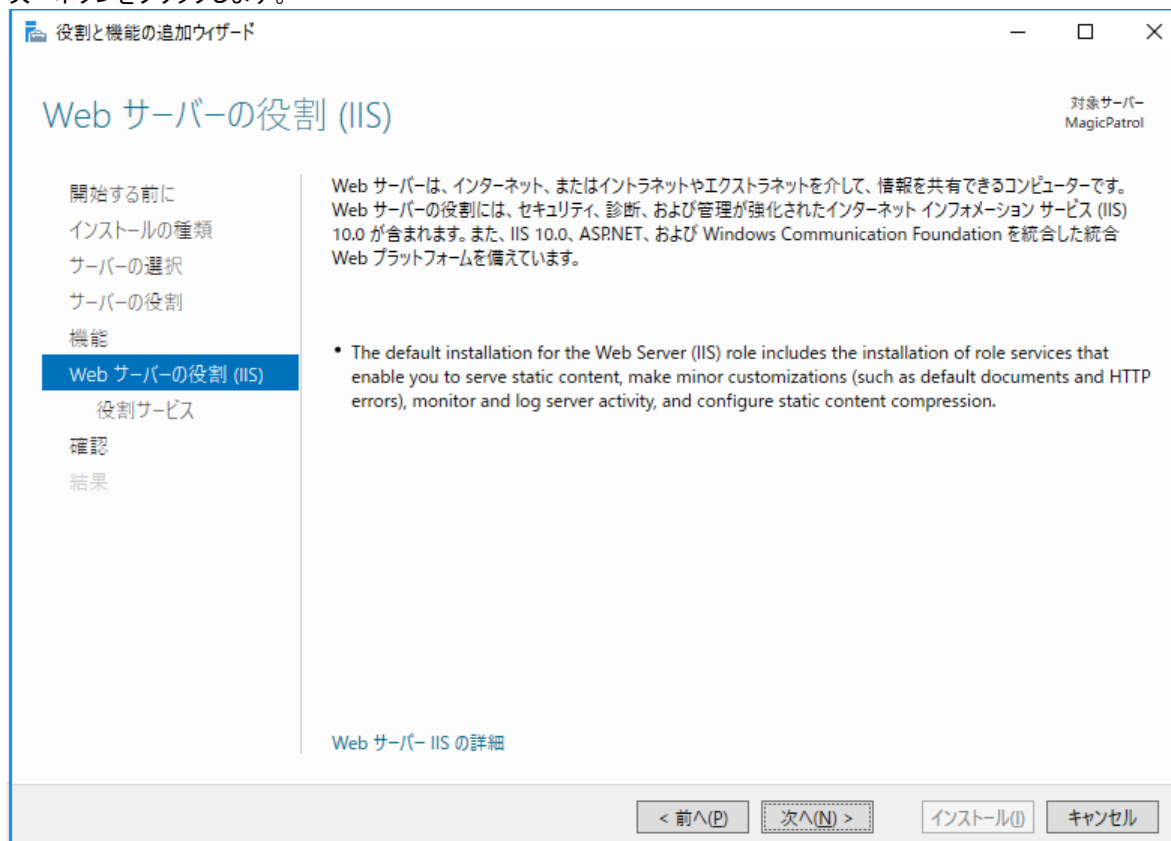 役割と機能の追加ウィザード
Web サーバーの役割 (IIS)
対象サーバー
MagicPatrol
開始する前に
インストールの種類
サーバーの選択
サーバーの役割
機能
Web サーバーの役割 (IIS)
役割サービス
確認
結果
Web サーバーは、インターネット、またはイントラネットやエクストラネットを介して、情報を共有できるコンピューターです。
Web サーバーの役割には、セキュリティ、診断、および管理が強化されたインターネット インフォメーション サービス (IIS)
10.0 が含まれます。また、IIS 10.0、ASP.NET、および Windows Communication Foundation を統合した統合
Web プラットフォームを備えています。
• The default installation for the Web Server (IIS) role includes the installation of role services that
enable you to serve static content, make minor customizations (such as default documents and HTTP
errors), monitor and log server activity, and configure static content compression.
Web サーバー IIS の詳細
< 前へ(P)
次へ(N) >
インストール(I)
キャンセル